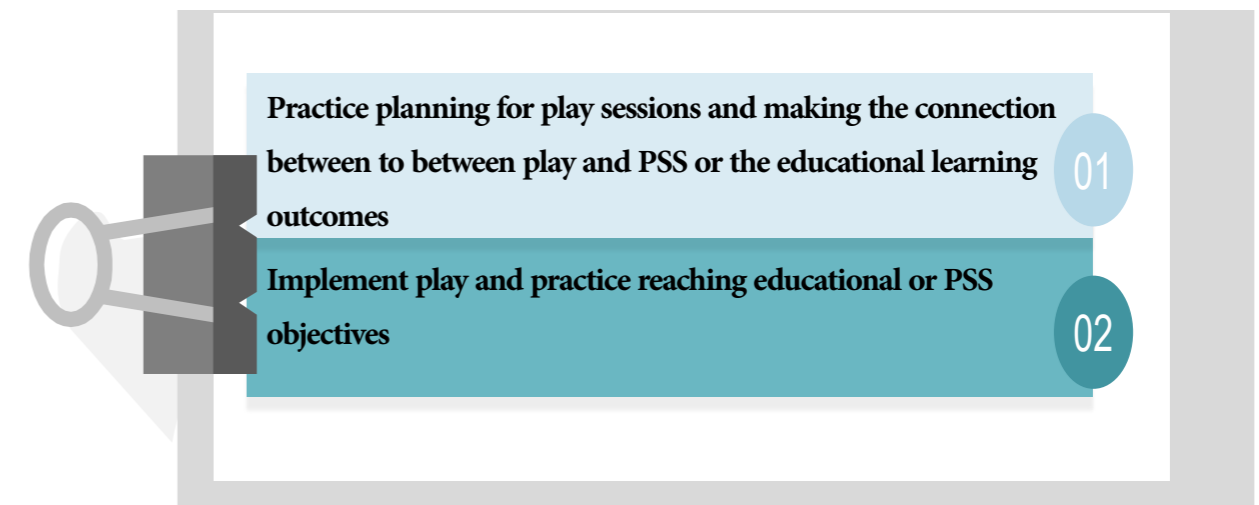 Practice planning for play sessions and making the connection
between to between play and PSS or the educational learning
outcomes
01
Implement play and practice reaching educational or PSS
objectives
02